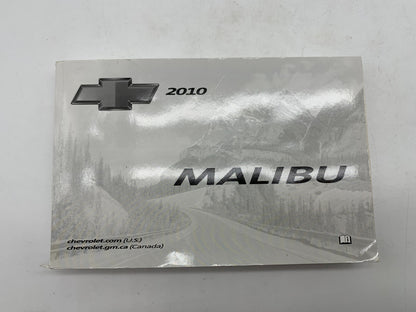 2010
MALIBU
chevrolet.com (U.S.)
chevrolet.gm.ca (Canada)